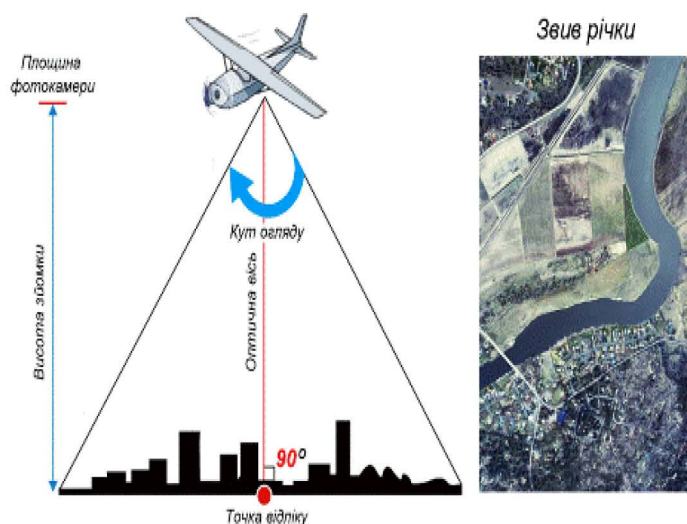 Звив річки
Площина
фотокамери
Кут огляду
Висота зйомки
Оптична вісь
90°
Точка відліку